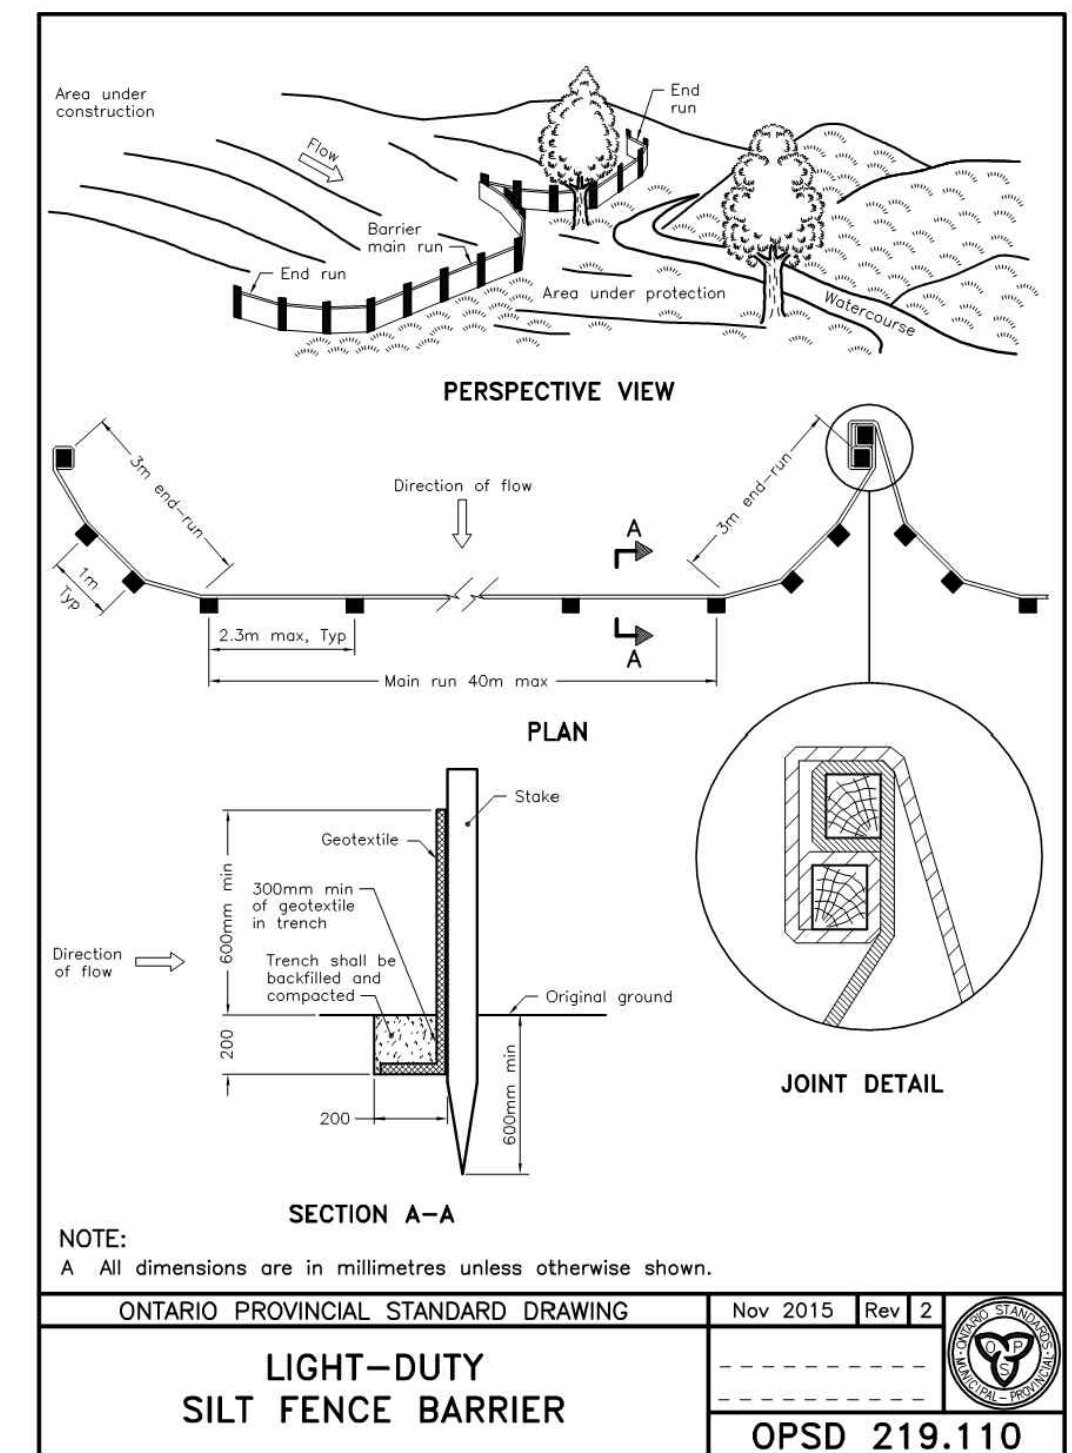 Area under
construction
Flow
End
run
Barrier
main run
End run
Area under protection
Watercourse
PERSPECTIVE VIEW
3m end-run
1m
Typ
Direction of flow
3m end-run
A
A
2.3m max, Typ
Main run 40m max
PLAN
Stake
Geotextile
600mm min
300mm min
of geotextile
in trench
Direction
of flow
Trench shall be
backfilled and
compacted
Original ground
200
200
600mm min
SECTION A-A
JOINT DETAIL
NOTE:
A All dimensions are in millimetres unless otherwise shown.
ONTARIO PROVINCIAL STANDARD DRAWING
Nov 2015
Rev
2
LIGHT-DUTY
SILT FENCE BARRIER
ONTARIO STANDARDS
MUNICIPAL-PROVINCIAL
O P
S
OPSD 219.110